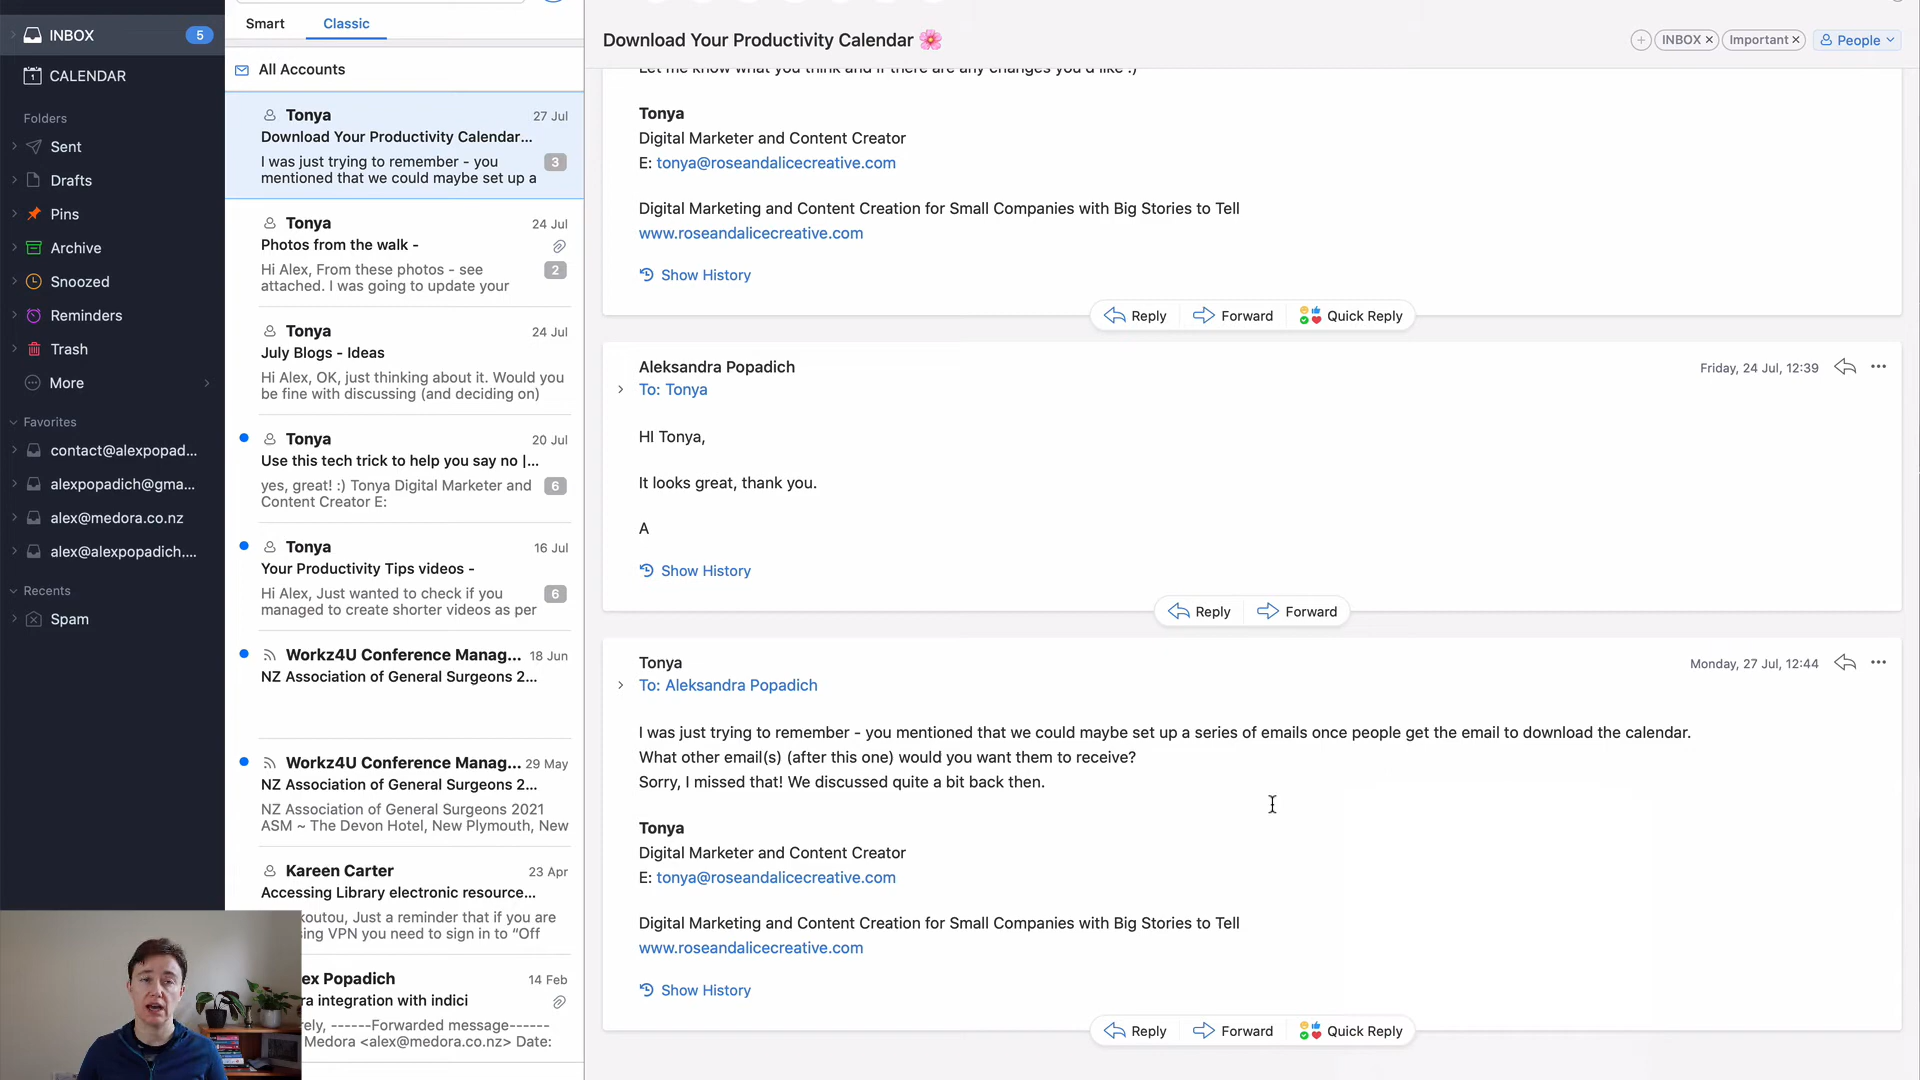 INBOX
5
CALENDAR
Folders
Sent
Drafts
Pins
Archive
Snoozed
Reminders
Trash
More
Favorites
contact@alexpopad...
alexpopadich@gma...
alex@medora.co.nz
alex@alexpopadich....
Recents
Spam
Smart
Classic
All Accounts
Tonya 27 Jul
Download Your Productivity Calendar...
I was just trying to remember - you 3
mentioned that we could maybe set up a
Tonya 24 Jul
Photos from the walk -
Hi Alex, From these photos - see 2
attached. I was going to update your
Tonya 24 Jul
July Blogs - Ideas
Hi Alex, OK, just thinking about it. Would you
be fine with discussing (and deciding on)
Tonya 20 Jul
Use this tech trick to help you say no |...
yes, great! :) Tonya Digital Marketer and 6
Content Creator E:
Tonya 16 Jul
Your Productivity Tips videos -
Hi Alex, Just wanted to check if you 6
managed to create shorter videos as per
Workz4U Conference Manag... 18 Jun
NZ Association of General Surgeons 2...
Workz4U Conference Manag... 29 May
NZ Association of General Surgeons 2...
NZ Association of General Surgeons 2021
ASM ~ The Devon Hotel, New Plymouth, New
Kareen Carter 23 Apr
Accessing Library electronic resource...
koutou, Just a reminder that if you are
sing VPN you need to sign in to "Off
ex Popadich 14 Feb
ra integration with indici
rely, ------Forwarded message------
Medora <alex@medora.co.nz> Date:
Download Your Productivity Calendar 🌸
INBOX ×
Important ×
People
Let me know what you think and if there are any changes you'd like :)
Tonya
Digital Marketer and Content Creator
E: tonya@roseandalicecreative.com
Digital Marketing and Content Creation for Small Companies with Big Stories to Tell
www.roseandalicecreative.com
Show History
Reply Forward Quick Reply
Aleksandra Popadich Friday, 24 Jul, 12:39
To: Tonya
HI Tonya,
It looks great, thank you.
A
Show History
Reply Forward
Tonya Monday, 27 Jul, 12:44
To: Aleksandra Popadich
I was just trying to remember - you mentioned that we could maybe set up a series of emails once people get the email to download the calendar.
What other email(s) (after this one) would you want them to receive?
Sorry, I missed that! We discussed quite a bit back then.
Tonya
Digital Marketer and Content Creator
E: tonya@roseandalicecreative.com
Digital Marketing and Content Creation for Small Companies with Big Stories to Tell
www.roseandalicecreative.com
Show History
Reply Forward Quick Reply